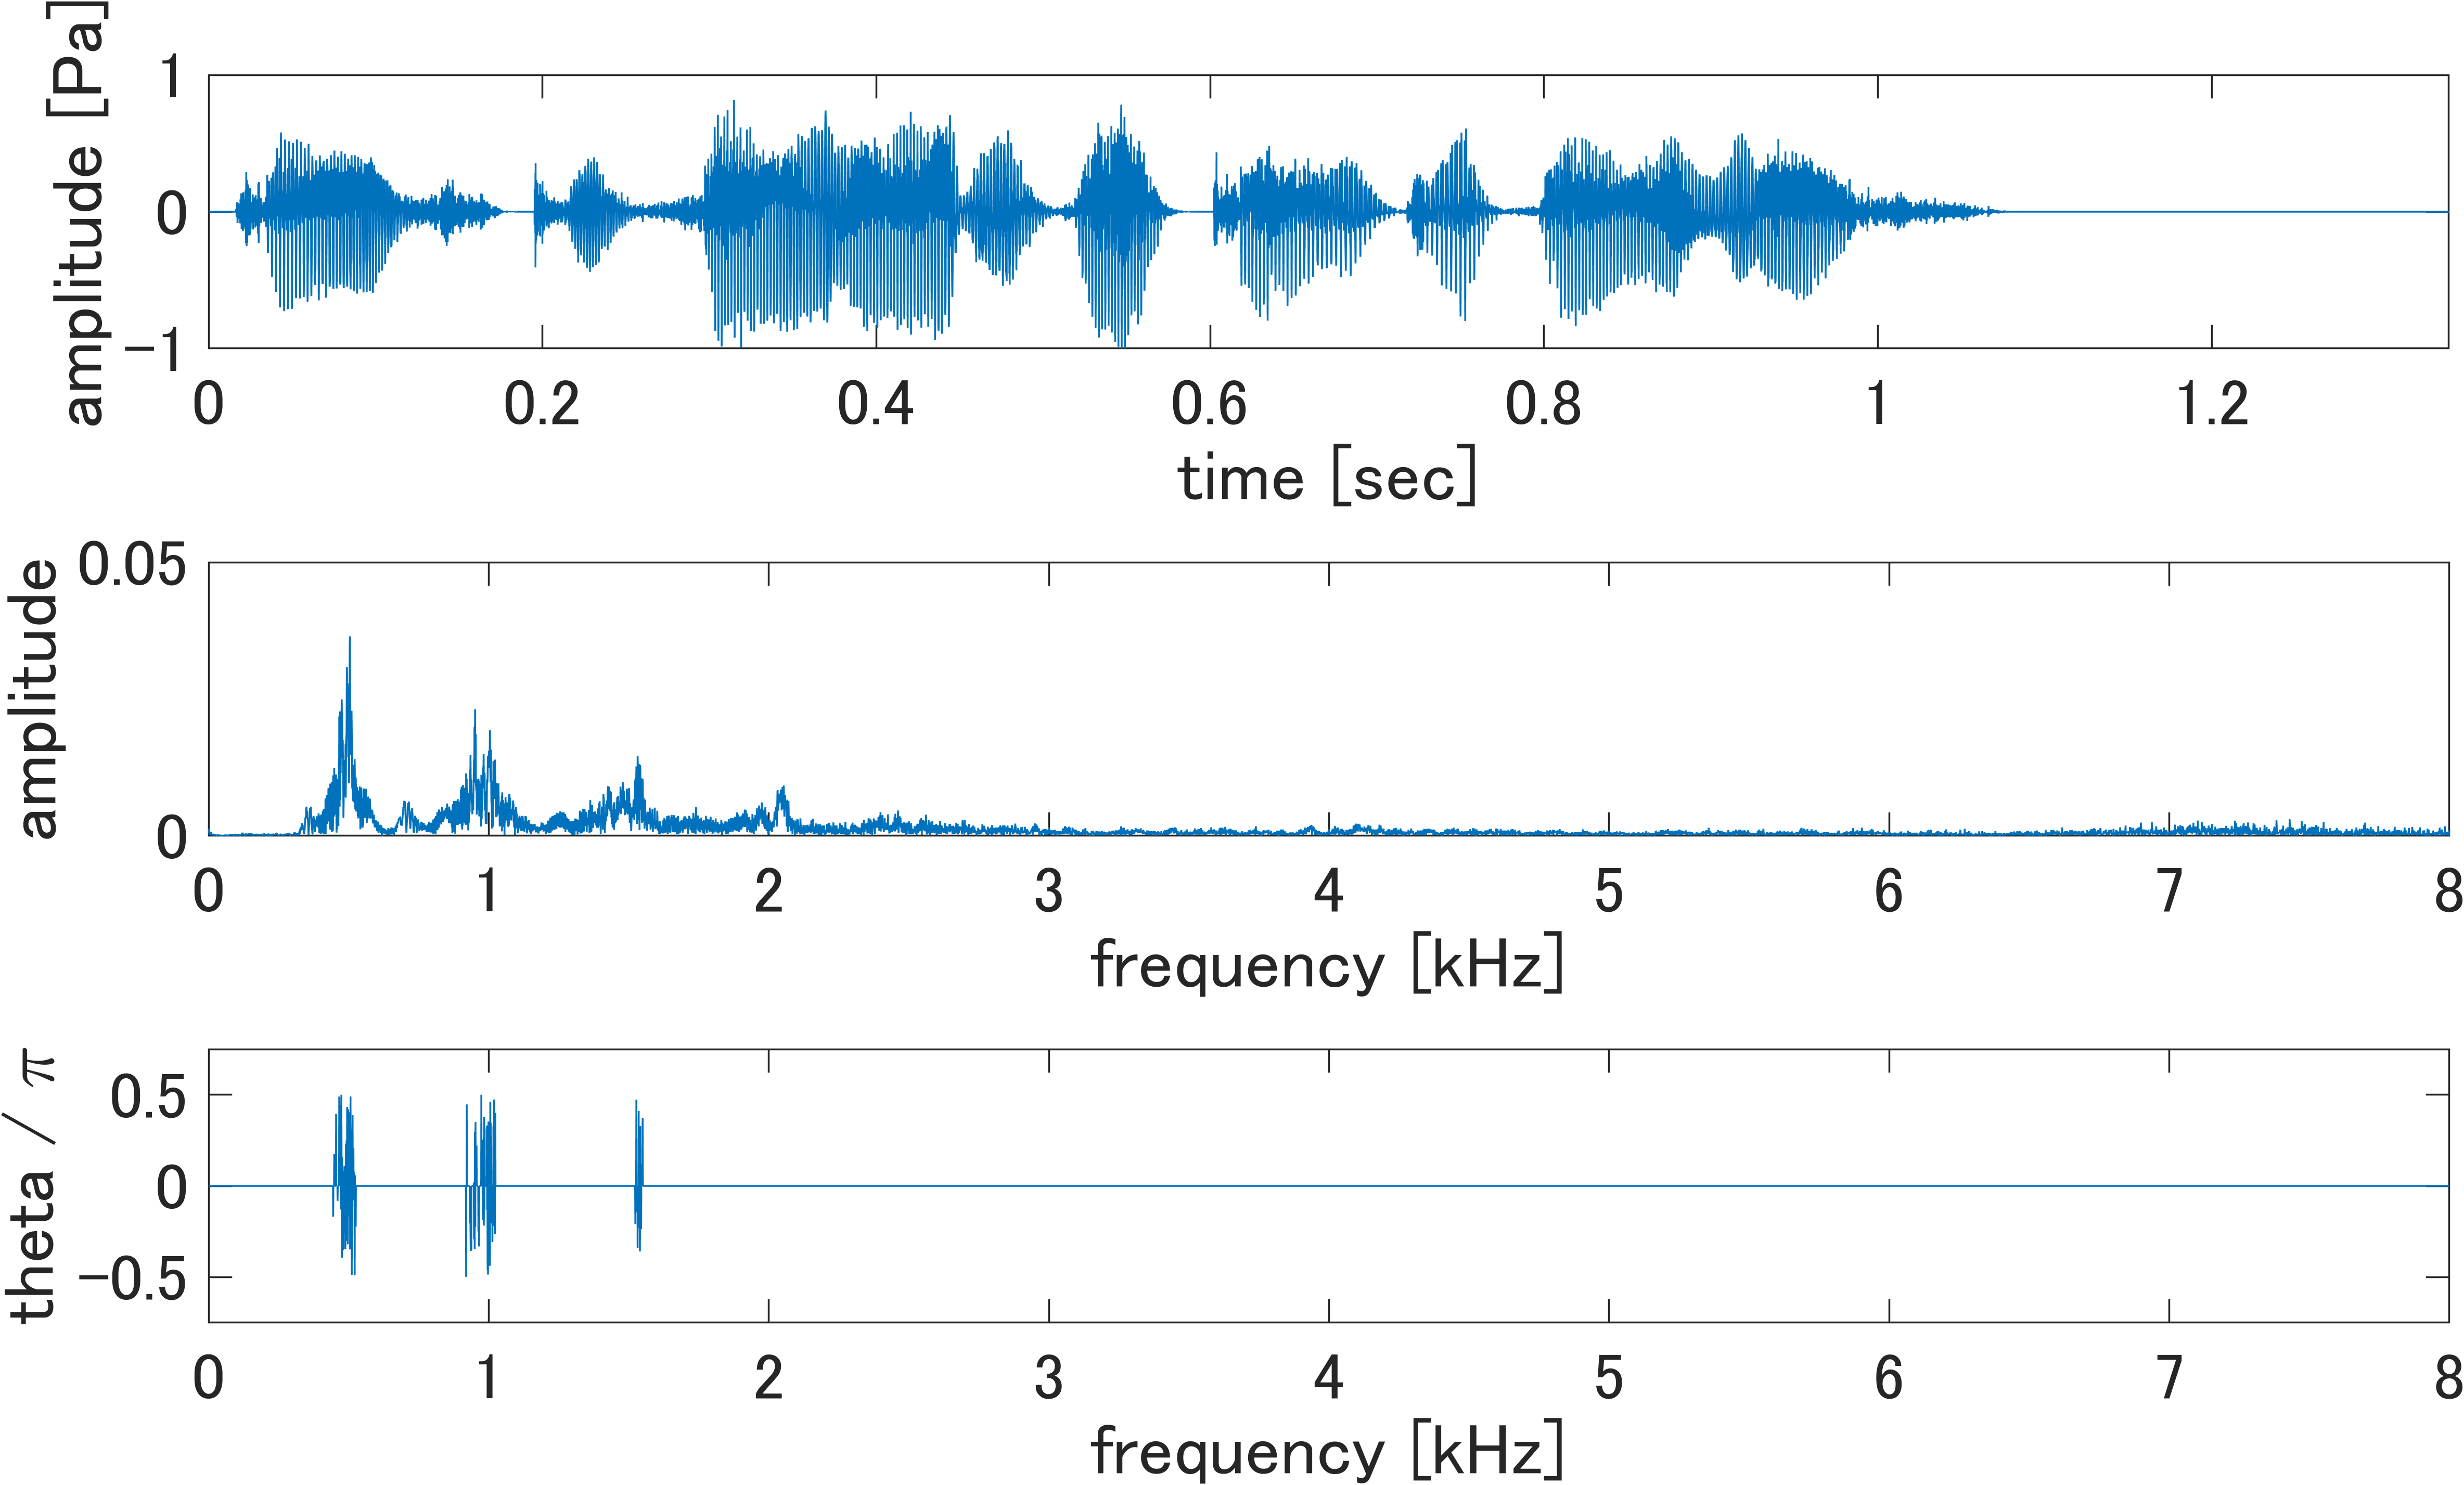 amplitude [Pa]
1
0
−1
0 0.2 0.4 0.6 0.8 1 1.2
time [sec]
amplitude
0.05
0
0 1 2 3 4 5 6 7 8
frequency [kHz]
theta / π
0.5
0
−0.5
0 1 2 3 4 5 6 7 8
frequency [kHz]